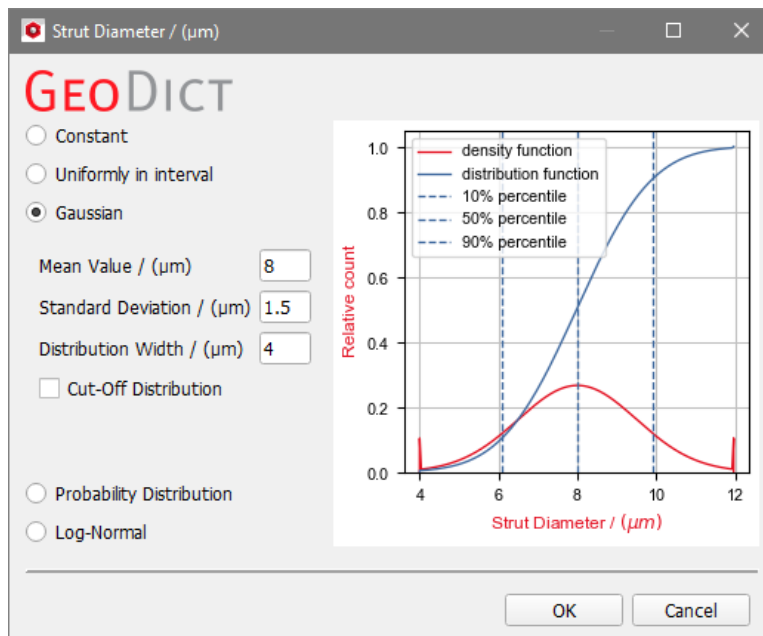 Strut Diameter / (µm)
GEODICT
Constant
Uniformly in interval
Gaussian
Mean Value / (µm)
8
Standard Deviation / (µm)
1.5
Distribution Width / (µm)
4
Cut-Off Distribution
Probability Distribution
Log-Normal
density function
distribution function
10% percentile
50% percentile
90% percentile
Relative count
1.0
0.8
0.6
0.4
0.2
0.0
4 6 8 10 12
Strut Diameter / (µm)
OK Cancel